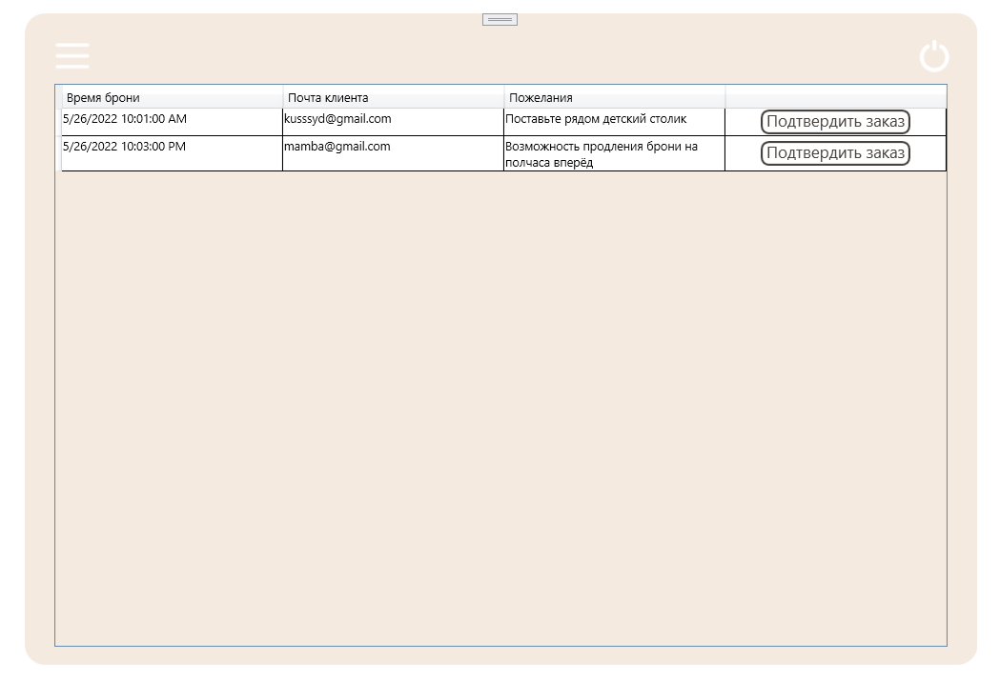 Время брони Почта клиента Пожелания
5/26/2022 10:01:00 AM kusssyd@gmail.com Поставьте рядом детский столик Подтвердить заказ
5/26/2022 10:03:00 PM mamba@gmail.com Возможность продления брони на Подтвердить заказ
полчаса вперёд